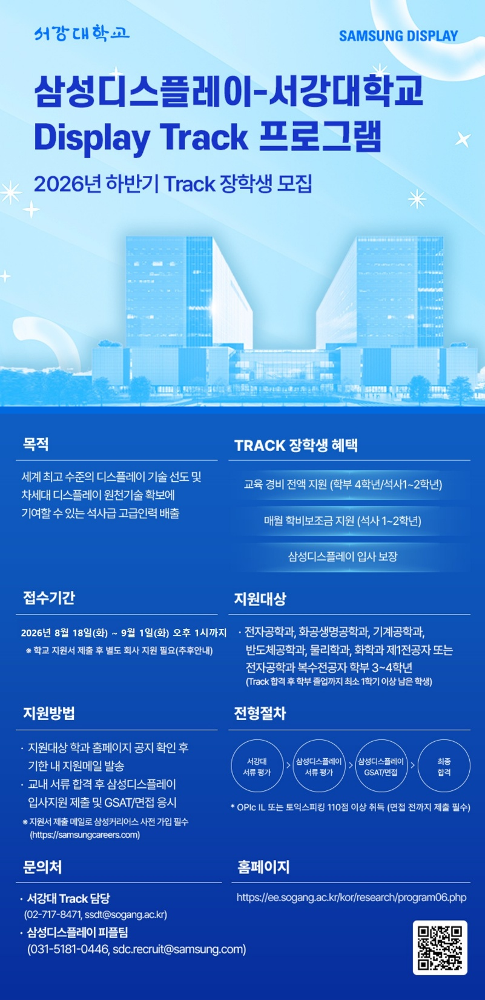 서강대학교
SAMSUNG DISPLAY
삼성디스플레이-서강대학교
Display Track 프로그램
2026년 하반기 Track 장학생 모집
목적
세계 최고 수준의 디스플레이 기술 선도 및
차세대 디스플레이 원천기술 확보에
기여할 수 있는 석사급 고급인력 배출
TRACK 장학생 혜택
교육 경비 전액 지원 (학부 4학년/석사1~2학년)
매월 학비보조금 지원 (석사 1~2학년)
삼성디스플레이 입사 보장
접수기간
2026년 8월 18일(화) ~ 9월 1일(화) 오후 1시까지
※ 학교 지원서 제출 후 별도 회사 지원 필요(추후안내)
지원대상
· 전자공학과, 화공생명공학과, 기계공학과,
반도체공학과, 물리학과, 화학과 제1전공자 또는
전자공학과 복수전공자 학부 3~4학년
(Track 합격 후 학부 졸업까지 최소 1학기 이상 남은 학생)
지원방법
· 지원대상 학과 홈페이지 공지 확인 후
기한 내 지원메일 발송
· 교내 서류 합격 후 삼성디스플레이
입사지원 제출 및 GSAT/면접 응시
※ 지원서 제출 메일로 삼성커리어스 사전 가입 필수
(https://samsungcareers.com)
전형절차
서강대
서류 평가
>
삼성디스플레이
서류 평가
>
삼성디스플레이
GSAT/면접
>
최종
합격
* OPIc IL 또는 토익스피킹 110점 이상 취득 (면접 전까지 제출 필수)
문의처
· 서강대 Track 담당
(02-717-8471, ssdt@sogang.ac.kr)
· 삼성디스플레이 피플팀
(031-5181-0446, sdc.recruit@samsung.com)
홈페이지
https://ee.sogang.ac.kr/kor/research/program06.php